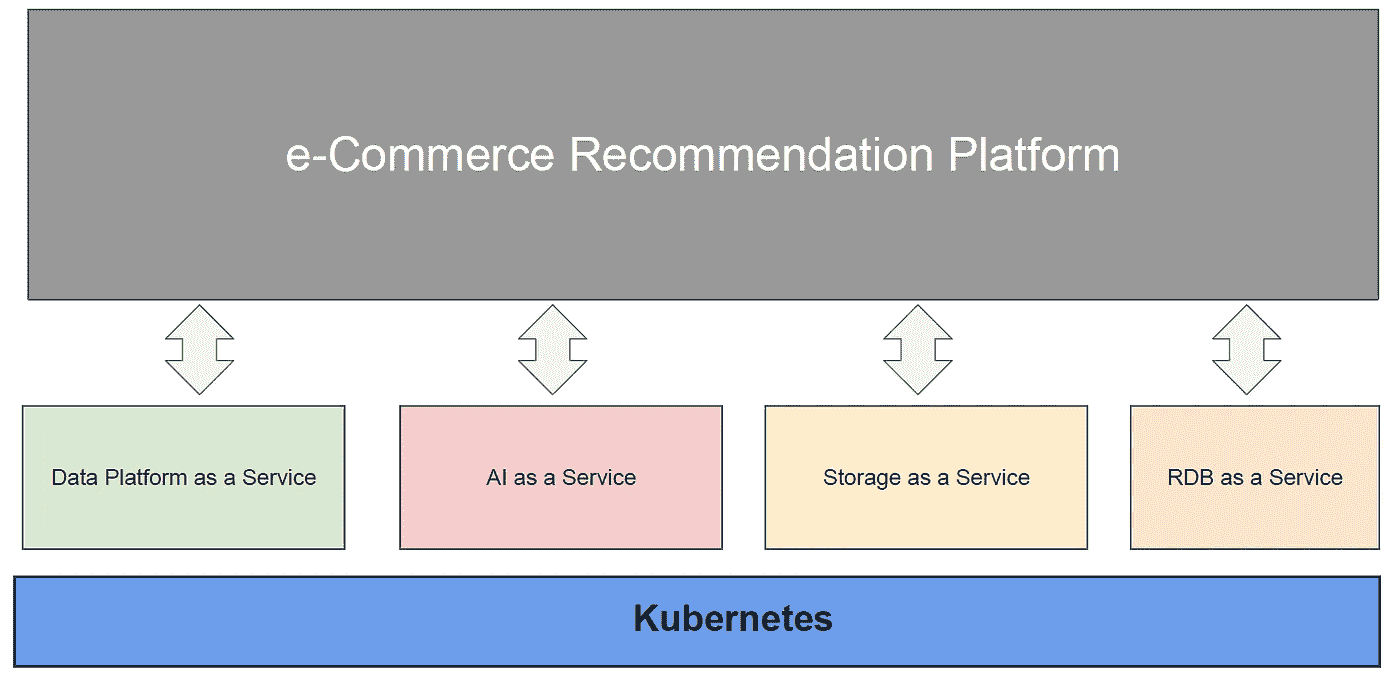 e-Commerce Recommendation Platform
Data Platform as a Service
AI as a Service
Storage as a Service
RDB as a Service
Kubernetes